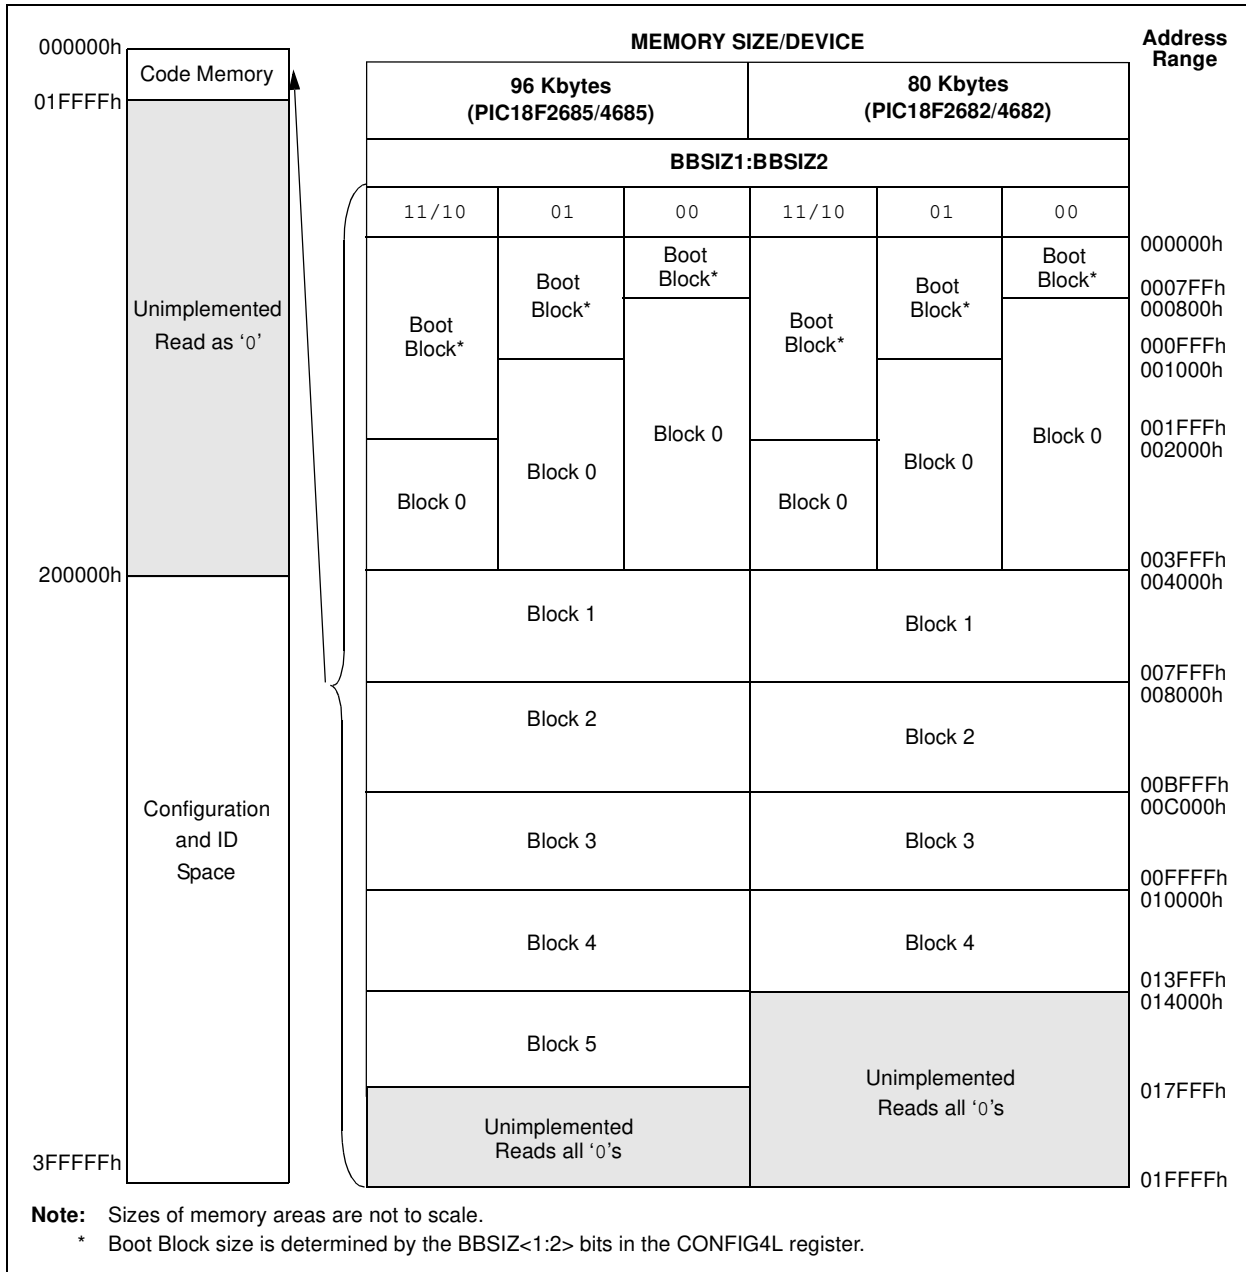 MEMORY SIZE/DEVICE
Address
Range
000000h
Code Memory
01FFFFh
Unimplemented
Read as ‘0’
200000h
Configuration
and ID
Space
3FFFFFh
96 Kbytes
(PIC18F2685/4685)
80 Kbytes
(PIC18F2682/4682)
BBSIZ1:BBSIZ2
11/10 01 00 11/10 01 00
Boot
Block*
Boot
Block*
Boot
Block*
Boot
Block*
Boot
Block*
Boot
Block*
Block 0
Block 0
Block 0
Block 0
Block 0
Block 0
Block 1
Block 1
Block 2
Block 2
Block 3
Block 3
Block 4
Block 4
Block 5
Unimplemented
Reads all ‘0’s
Unimplemented
Reads all ‘0’s
000000h
0007FFh
000800h
000FFFh
001000h
001FFFh
002000h
003FFFh
004000h
007FFFh
008000h
00BFFFh
00C000h
00FFFFh
010000h
013FFFh
014000h
017FFFh
01FFFFh
Note: Sizes of memory areas are not to scale.
* Boot Block size is determined by the BBSIZ<1:2> bits in the CONFIG4L register.